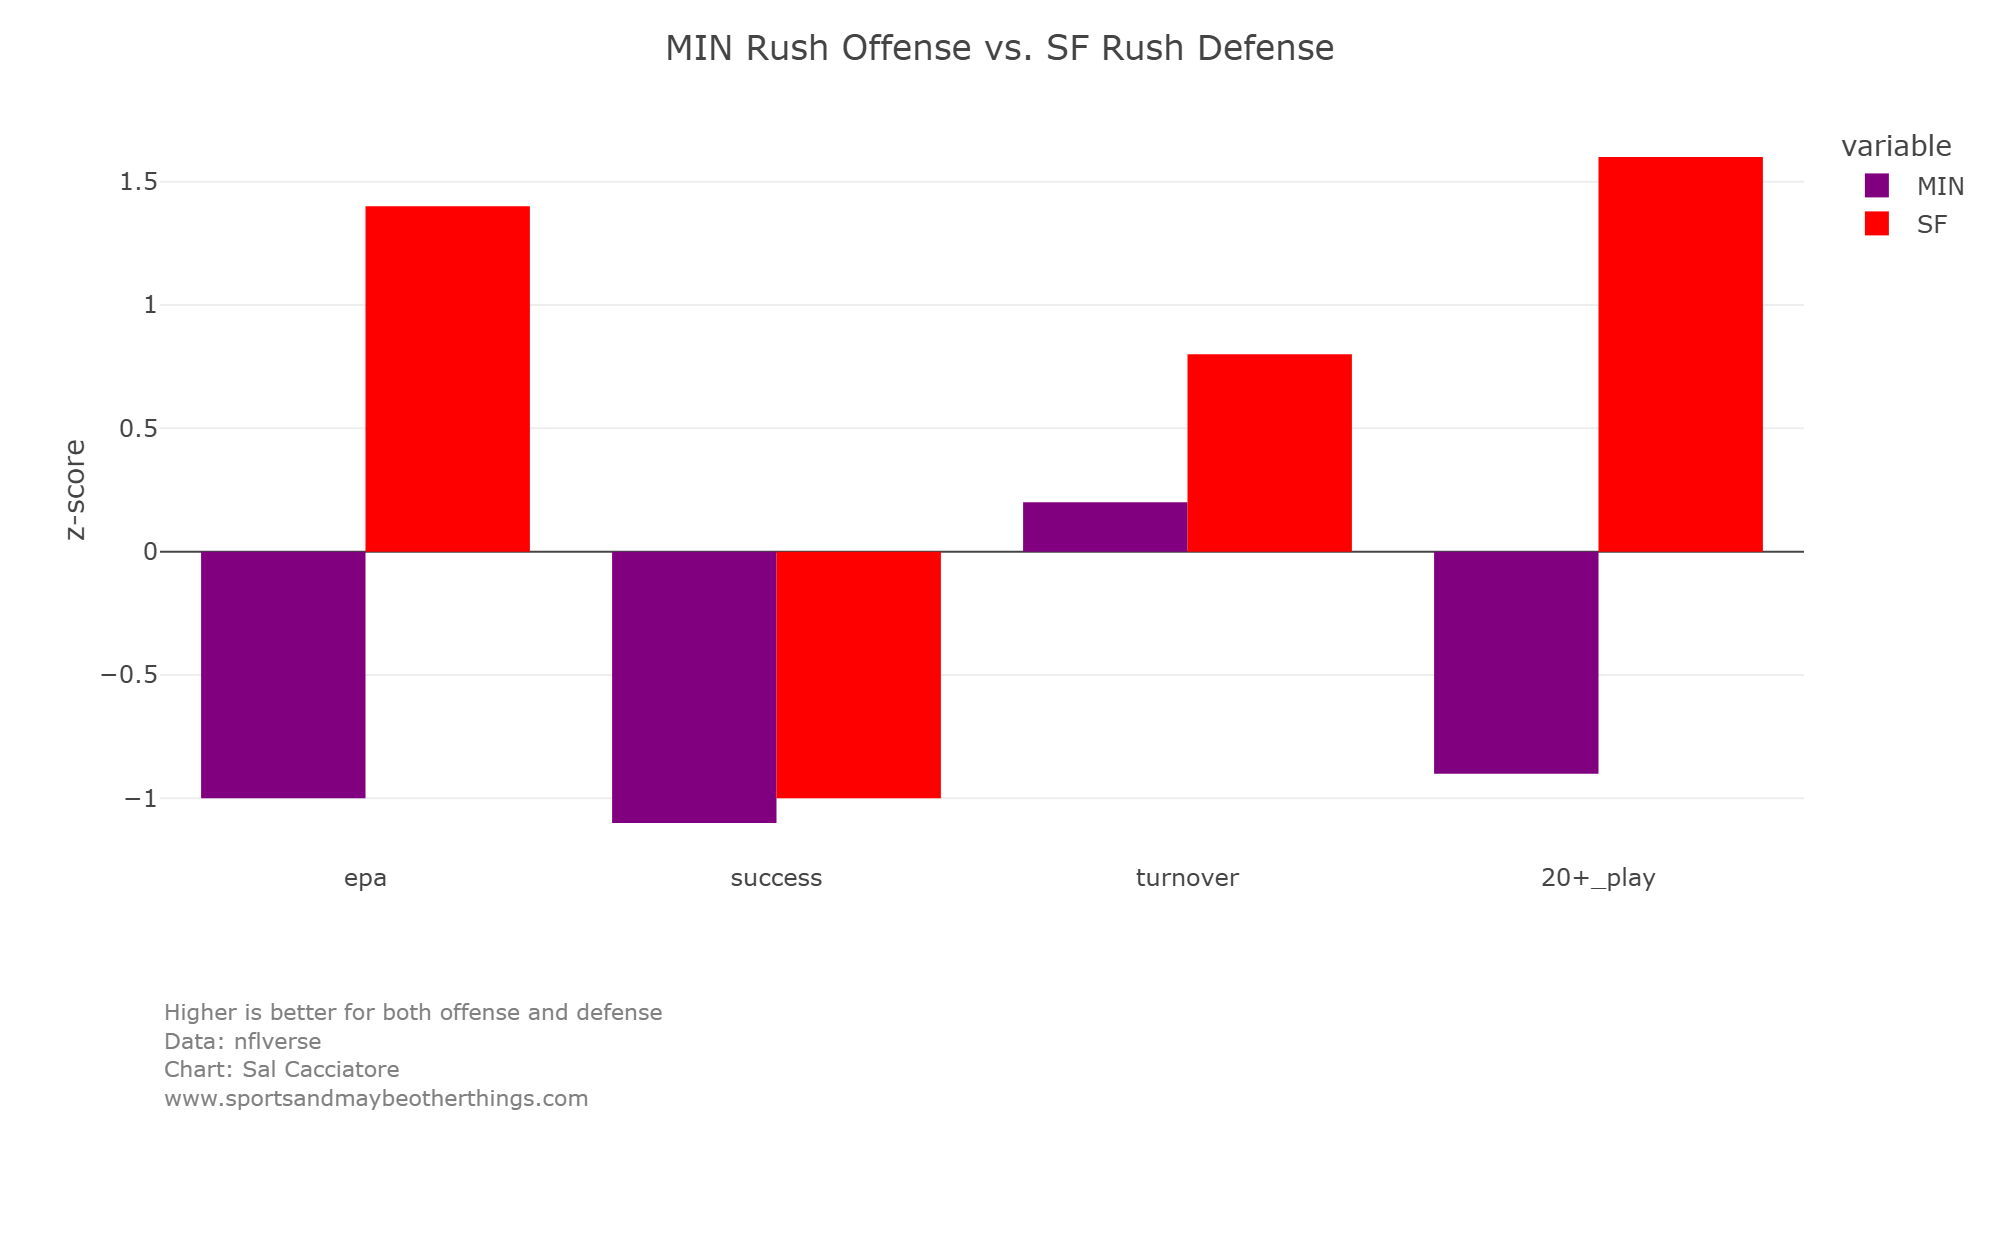 MIN Rush Offense vs. SF Rush Defense
variable
MIN
SF
1.5
1
0.5
0
−0.5
−1
z-score
epa
success
turnover
20+_play
Higher is better for both offense and defense
Data: nflverse
Chart: Sal Cacciatore
www.sportsandmaybeotherthings.com